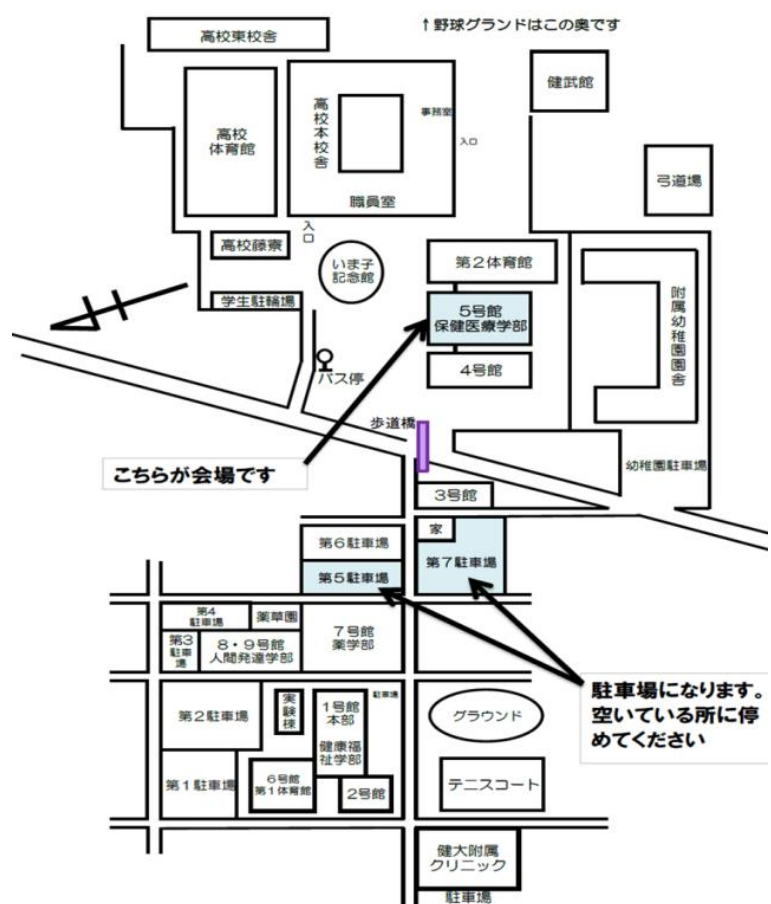 高校東校舎
↑野球グランドはこの奥です
健武館
高校
体育館
高校本校舎
事務室
入口
職員室
弓道場
高校藤寮
入口
いま子
記念館
第2体育館
学生駐輪場
5号館
保健医療学部
附属幼稚園園舎
4号館
バス停
歩道橋
こちらが会場です
幼稚園駐車場
3号館
家
第6駐車場
第5駐車場
第7駐車場
第4
駐車場
薬草園
第3
駐車場
8・9号館
人間発達学部
7号館
薬学部
駐車場になります。
空いている所に停
めてください
第2駐車場
実験棟
1号館
本部
健康福
祉学部
駐車場
グラウンド
第1駐車場
6号館
第1体育館
2号館
テニスコート
健大附属
クリニック
駐車場